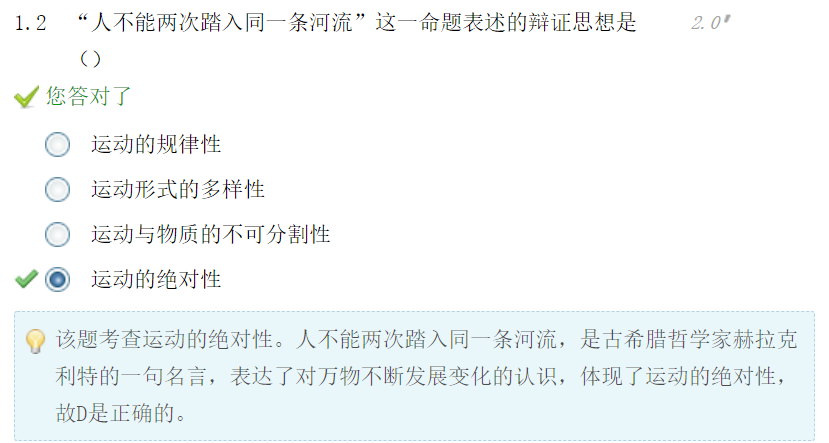 1.2 “人不能两次踏入同一条河流”这一命题表述的辩证思想是 2.0
（）
您答对了
运动的规律性
运动形式的多样性
运动与物质的不可分割性
运动的绝对性
该题考查运动的绝对性。人不能两次踏入同一条河流，是古希腊哲学家赫拉克
利特的一句名言，表达了对万物不断发展变化的认识，体现了运动的绝对性，
故D是正确的。